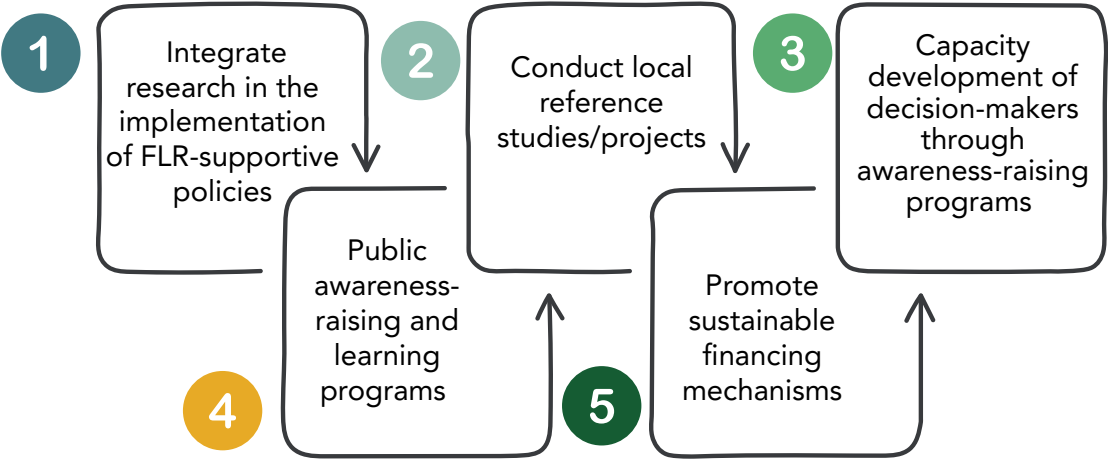 1
Integrate
research in the
implementation
of FLR-supportive
policies
2
Conduct local
reference
studies/projects
3
Capacity
development of
decision-makers
through
awareness-raising
programs
4
Public
awareness-
raising and
learning
programs
5
Promote
sustainable
financing
mechanisms